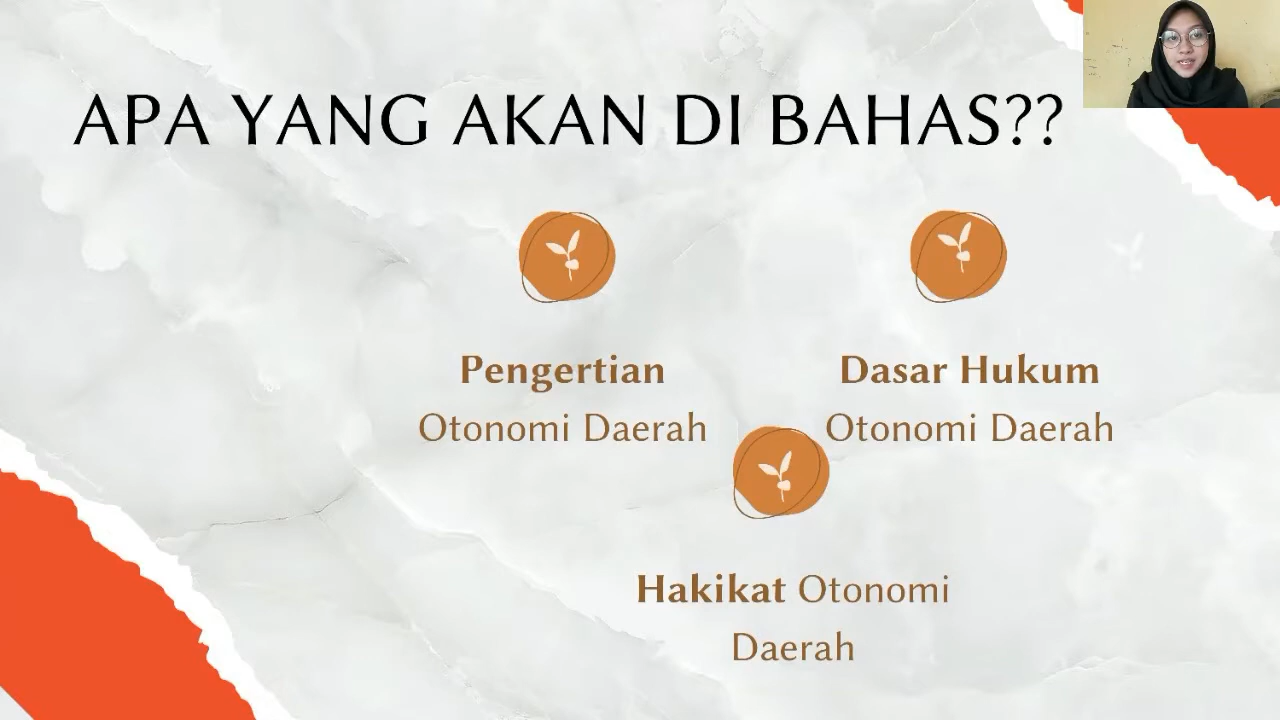 APA YANG AKAN DI BAHAS??
Pengertian
Otonomi Daerah
Dasar Hukum
Otonomi Daerah
Hakikat Otonomi
Daerah